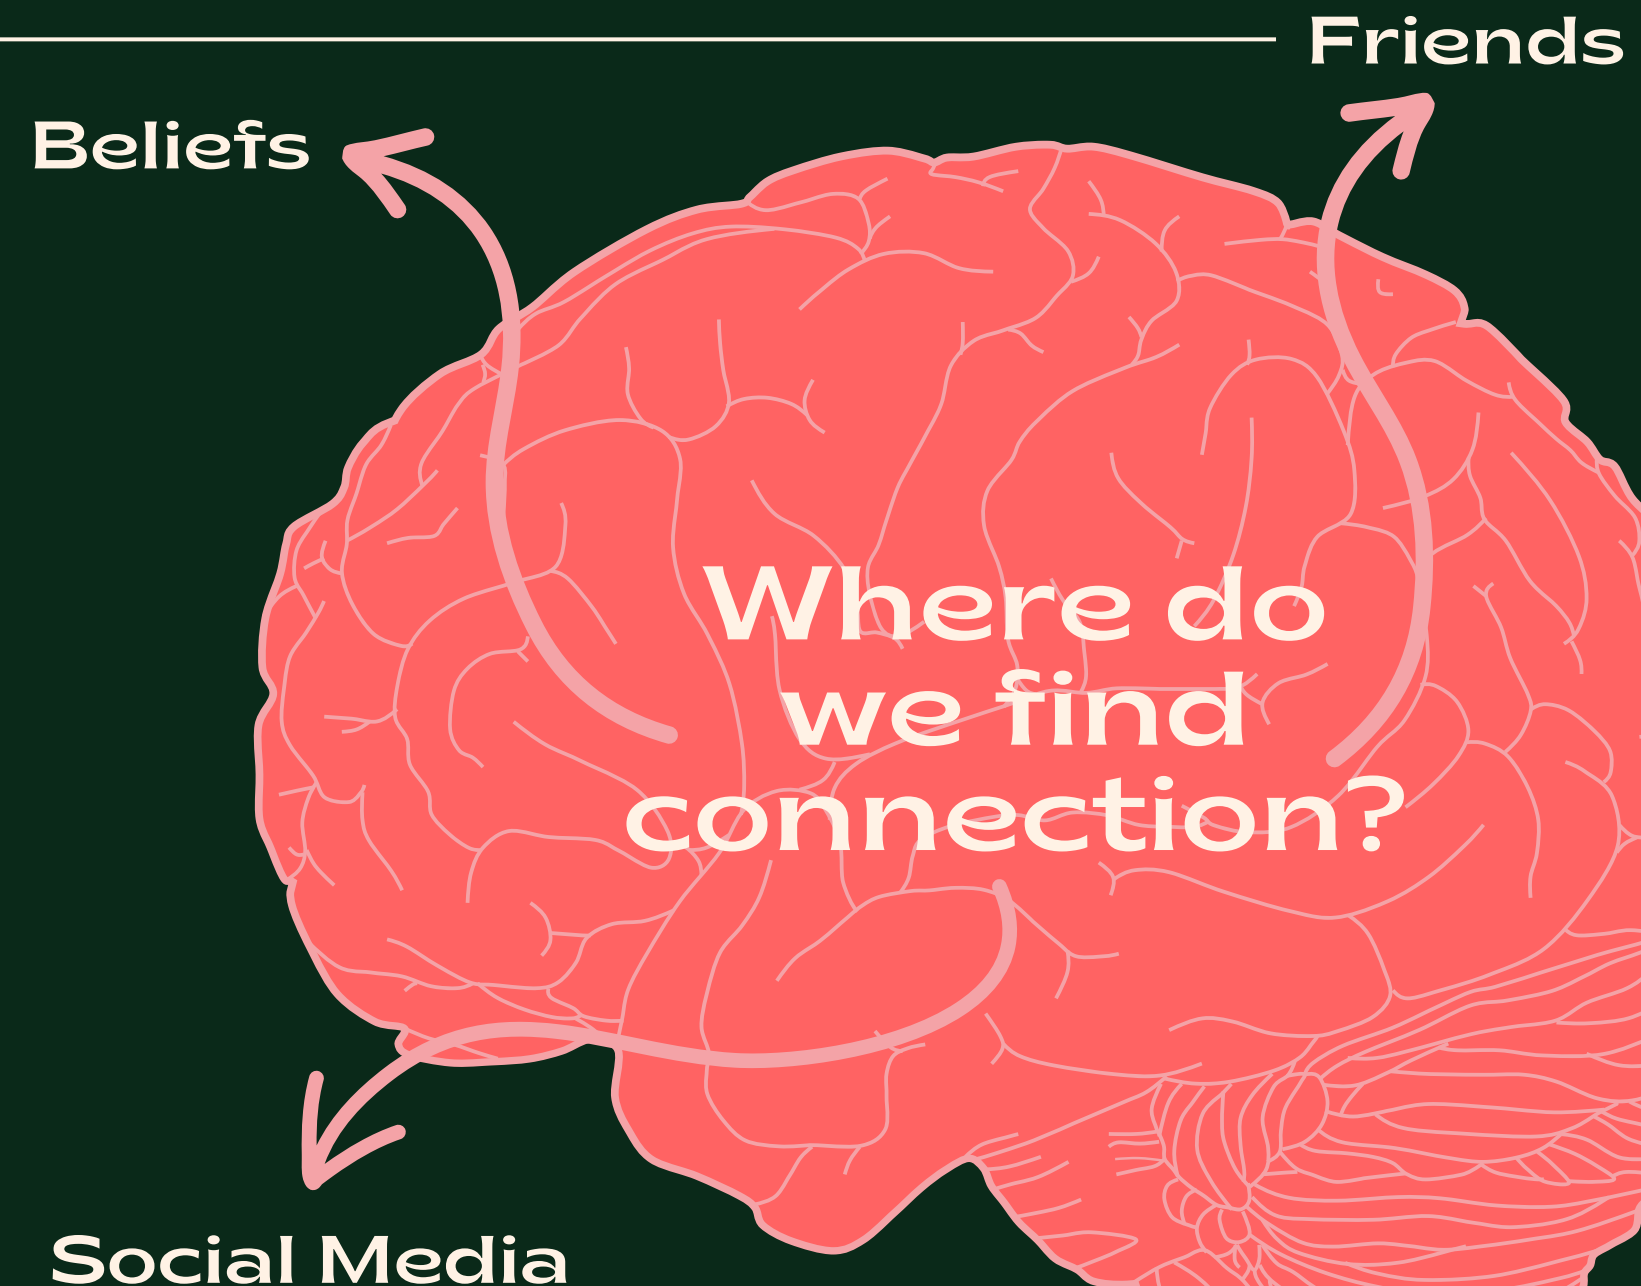 Friends
Beliefs
Where do
we find
connection?
Social Media